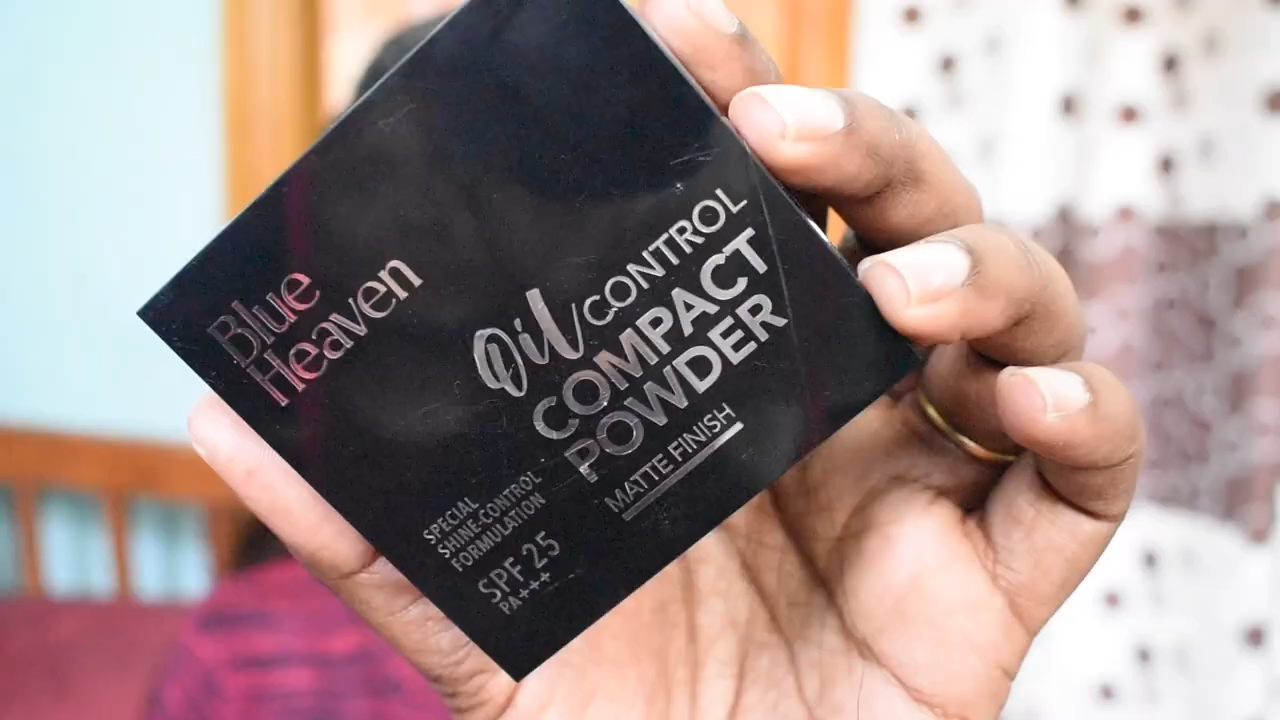 Blue
Heaven
Oil/CONTROL
COMPACT
POWDER
MATTE FINISH
SPECIAL
SHINE-CONTROL
FORMULATION
SPF 25
PA+++